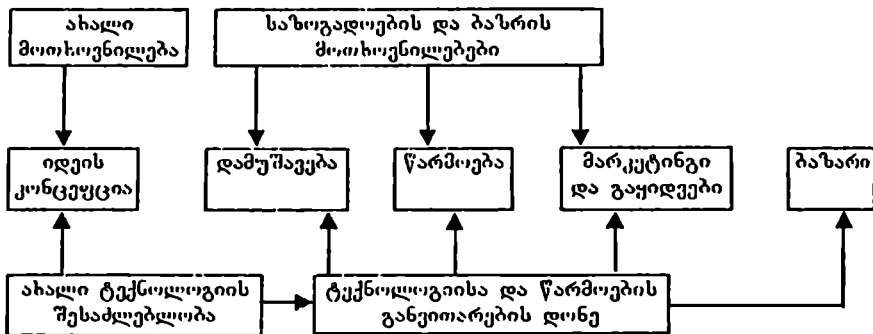 ახალი
მოთხოვნილება
საზოგადოების და ბაზრის
მოთხოვნილებები
იდეის
კონცეფცია
დამუშავება
წარმოება
მარკეტინგი
და გაყიდვები
ბაზარი
ახალი ტექნოლოგიის
შესაძლებლობა
ტექნოლოგიისა და წარმოების
განვითარების დონე